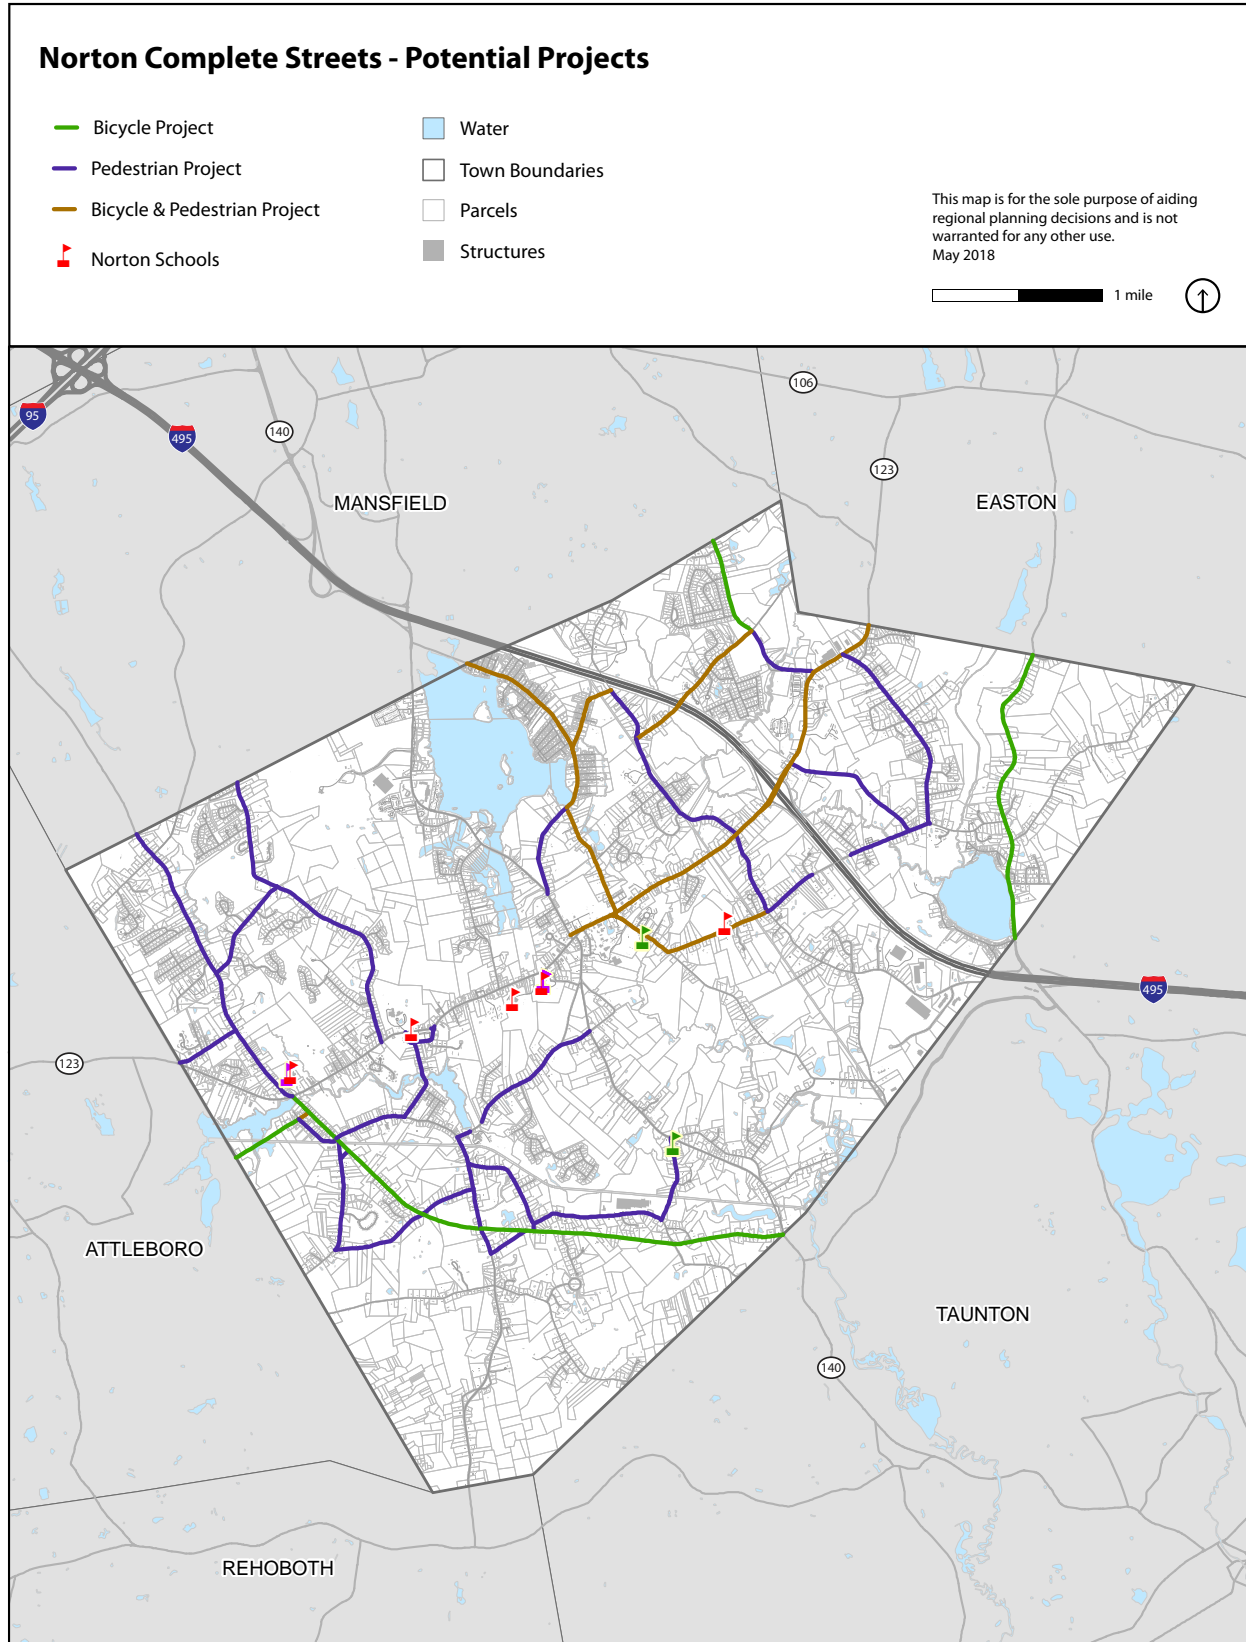 Norton Complete Streets - Potential Projects
Bicycle Project
Pedestrian Project
Bicycle & Pedestrian Project
Norton Schools
Water
Town Boundaries
Parcels
Structures
This map is for the sole purpose of aiding
regional planning decisions and is not
warranted for any other use.
May 2018
1 mile
106
95
140
495
123
MANSFIELD
EASTON
495
123
ATTLEBORO
TAUNTON
140
REHOBOTH